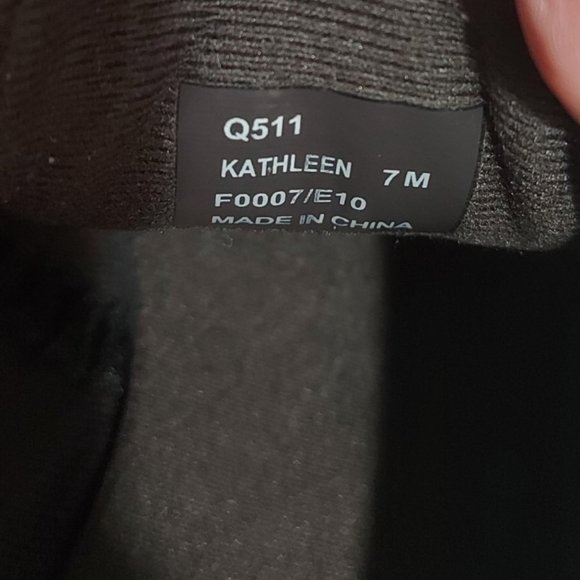 Q511
KATHLEEN 7 M
F0007/E10
MADE IN CHINA